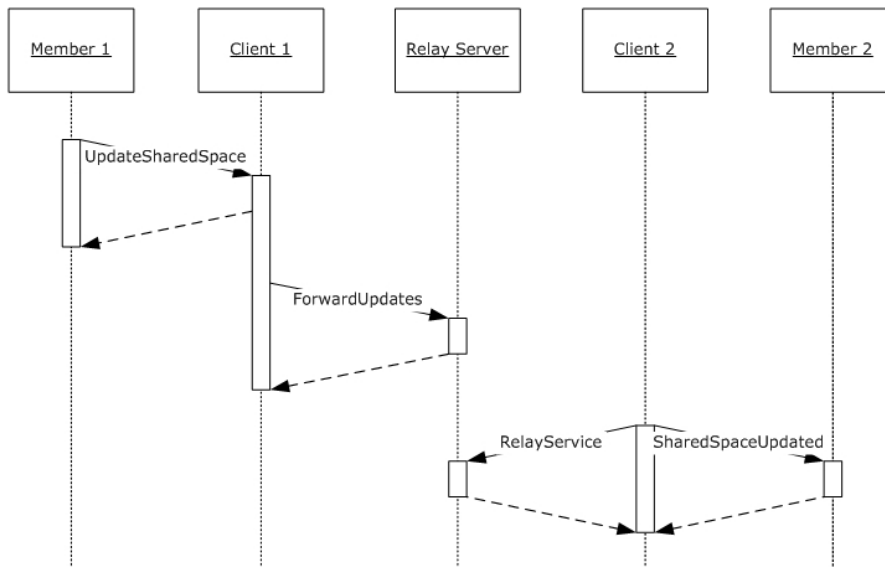 Member 1
Client 1
Relay Server
Client 2
Member 2
UpdateSharedSpace
ForwardUpdates
RelayService
SharedSpaceUpdated